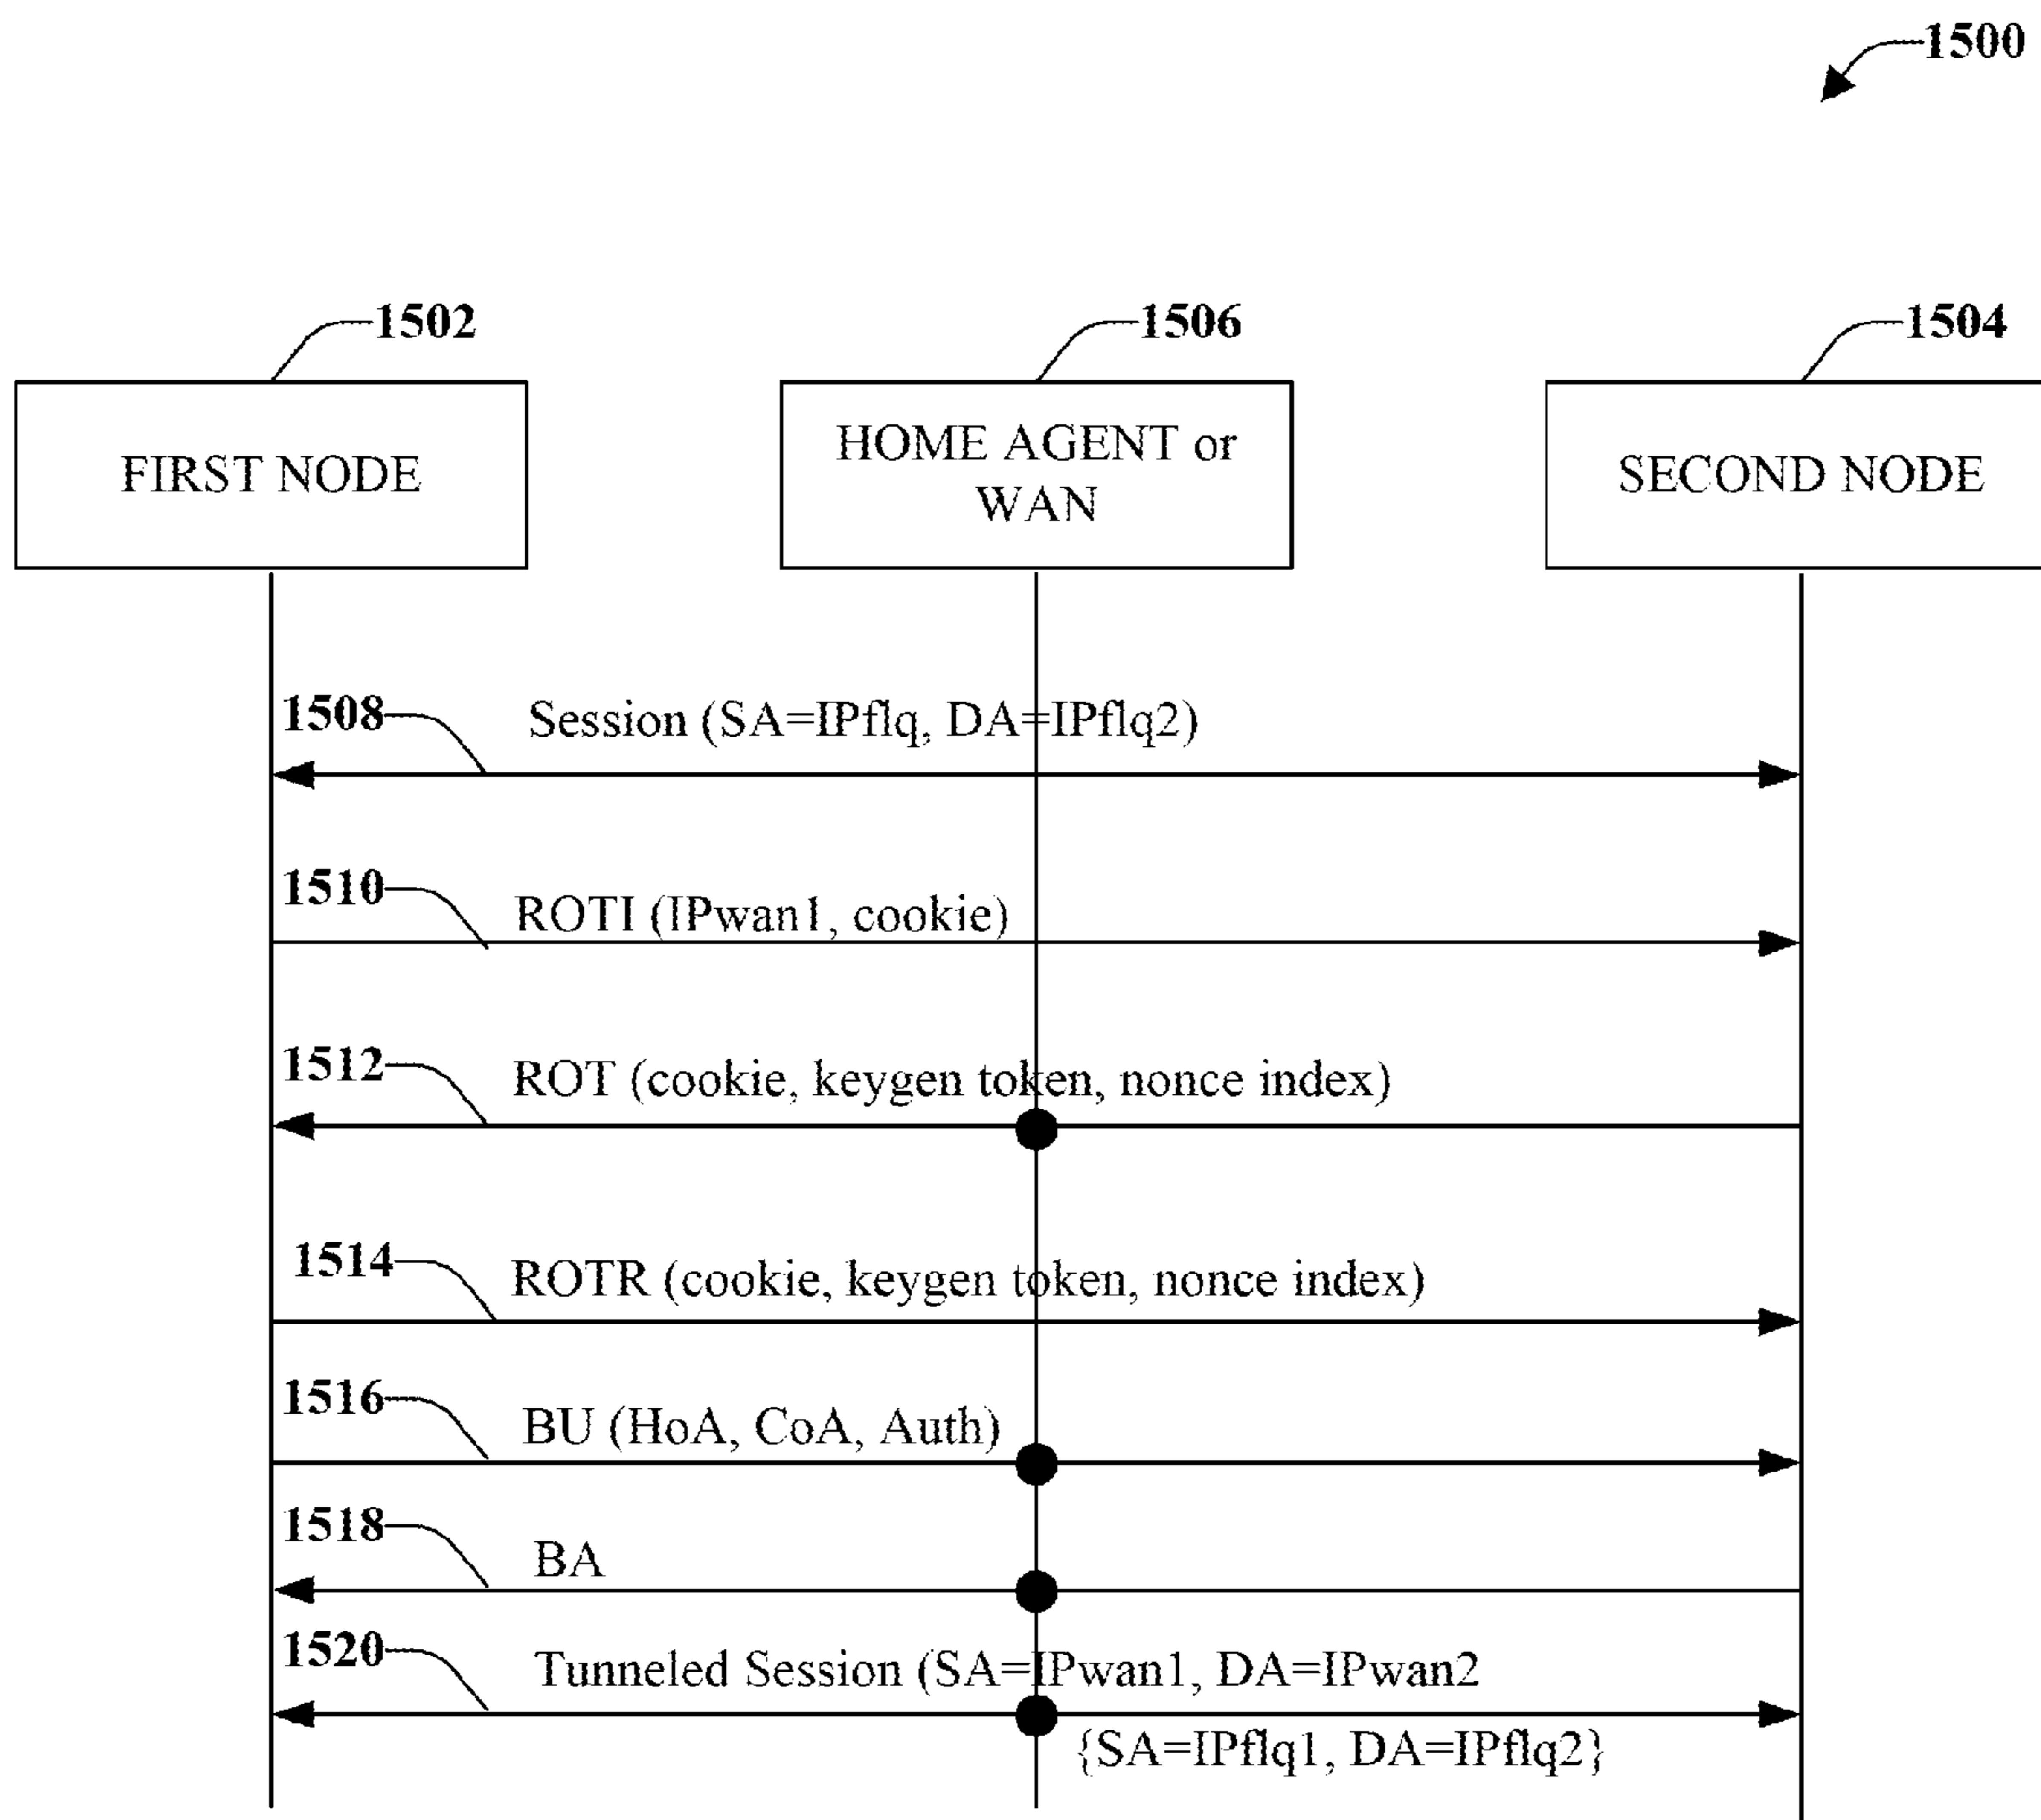 1500
1502
1506
1504
FIRST NODE
HOME AGENT or
WAN
SECOND NODE
1508
Session (SA=IPflq, DA=IPflq2)
1510
ROTI (IPwan1, cookie)
1512
ROT (cookie, keygen token, nonce index)
1514
ROTR (cookie, keygen token, nonce index)
1516
BU (HoA, CoA, Auth)
1518
BA
1520
Tunneled Session (SA=IPwan1, DA=IPwan2
{SA=IPflq1, DA=IPflq2}